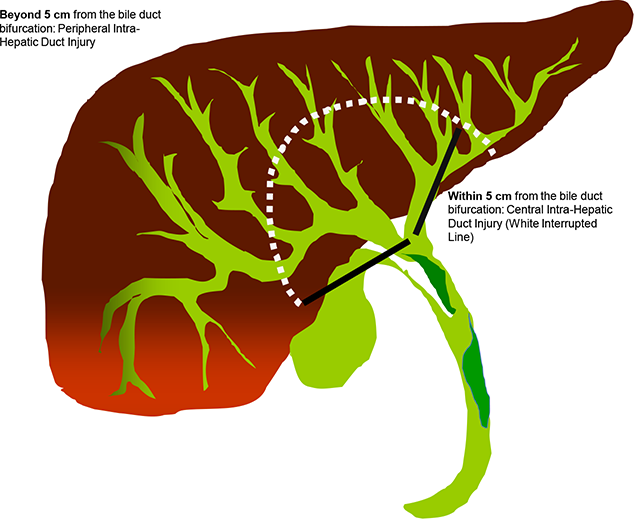 Beyond 5 cm from the bile duct
bifurcation: Peripheral Intra-
Hepatic Duct Injury
Within 5 cm from the bile duct
bifurcation: Central Intra-Hepatic
Duct Injury (White Interrupted
Line)